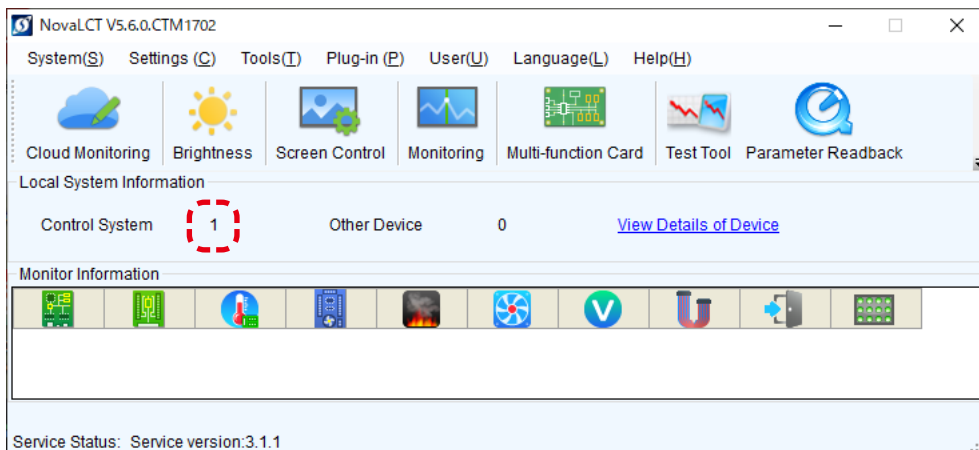 NovaLCT V5.6.0.CTM1702
System(S) Settings (C) Tools(T) Plug-in (P) User(U) Language(L) Help(H)
Cloud Monitoring Brightness Screen Control Monitoring Multi-function Card Test Tool Parameter Readback
Local System Information
Control System 1 Other Device 0 View Details of Device
Monitor Information
V
Service Status: Service version:3.1.1